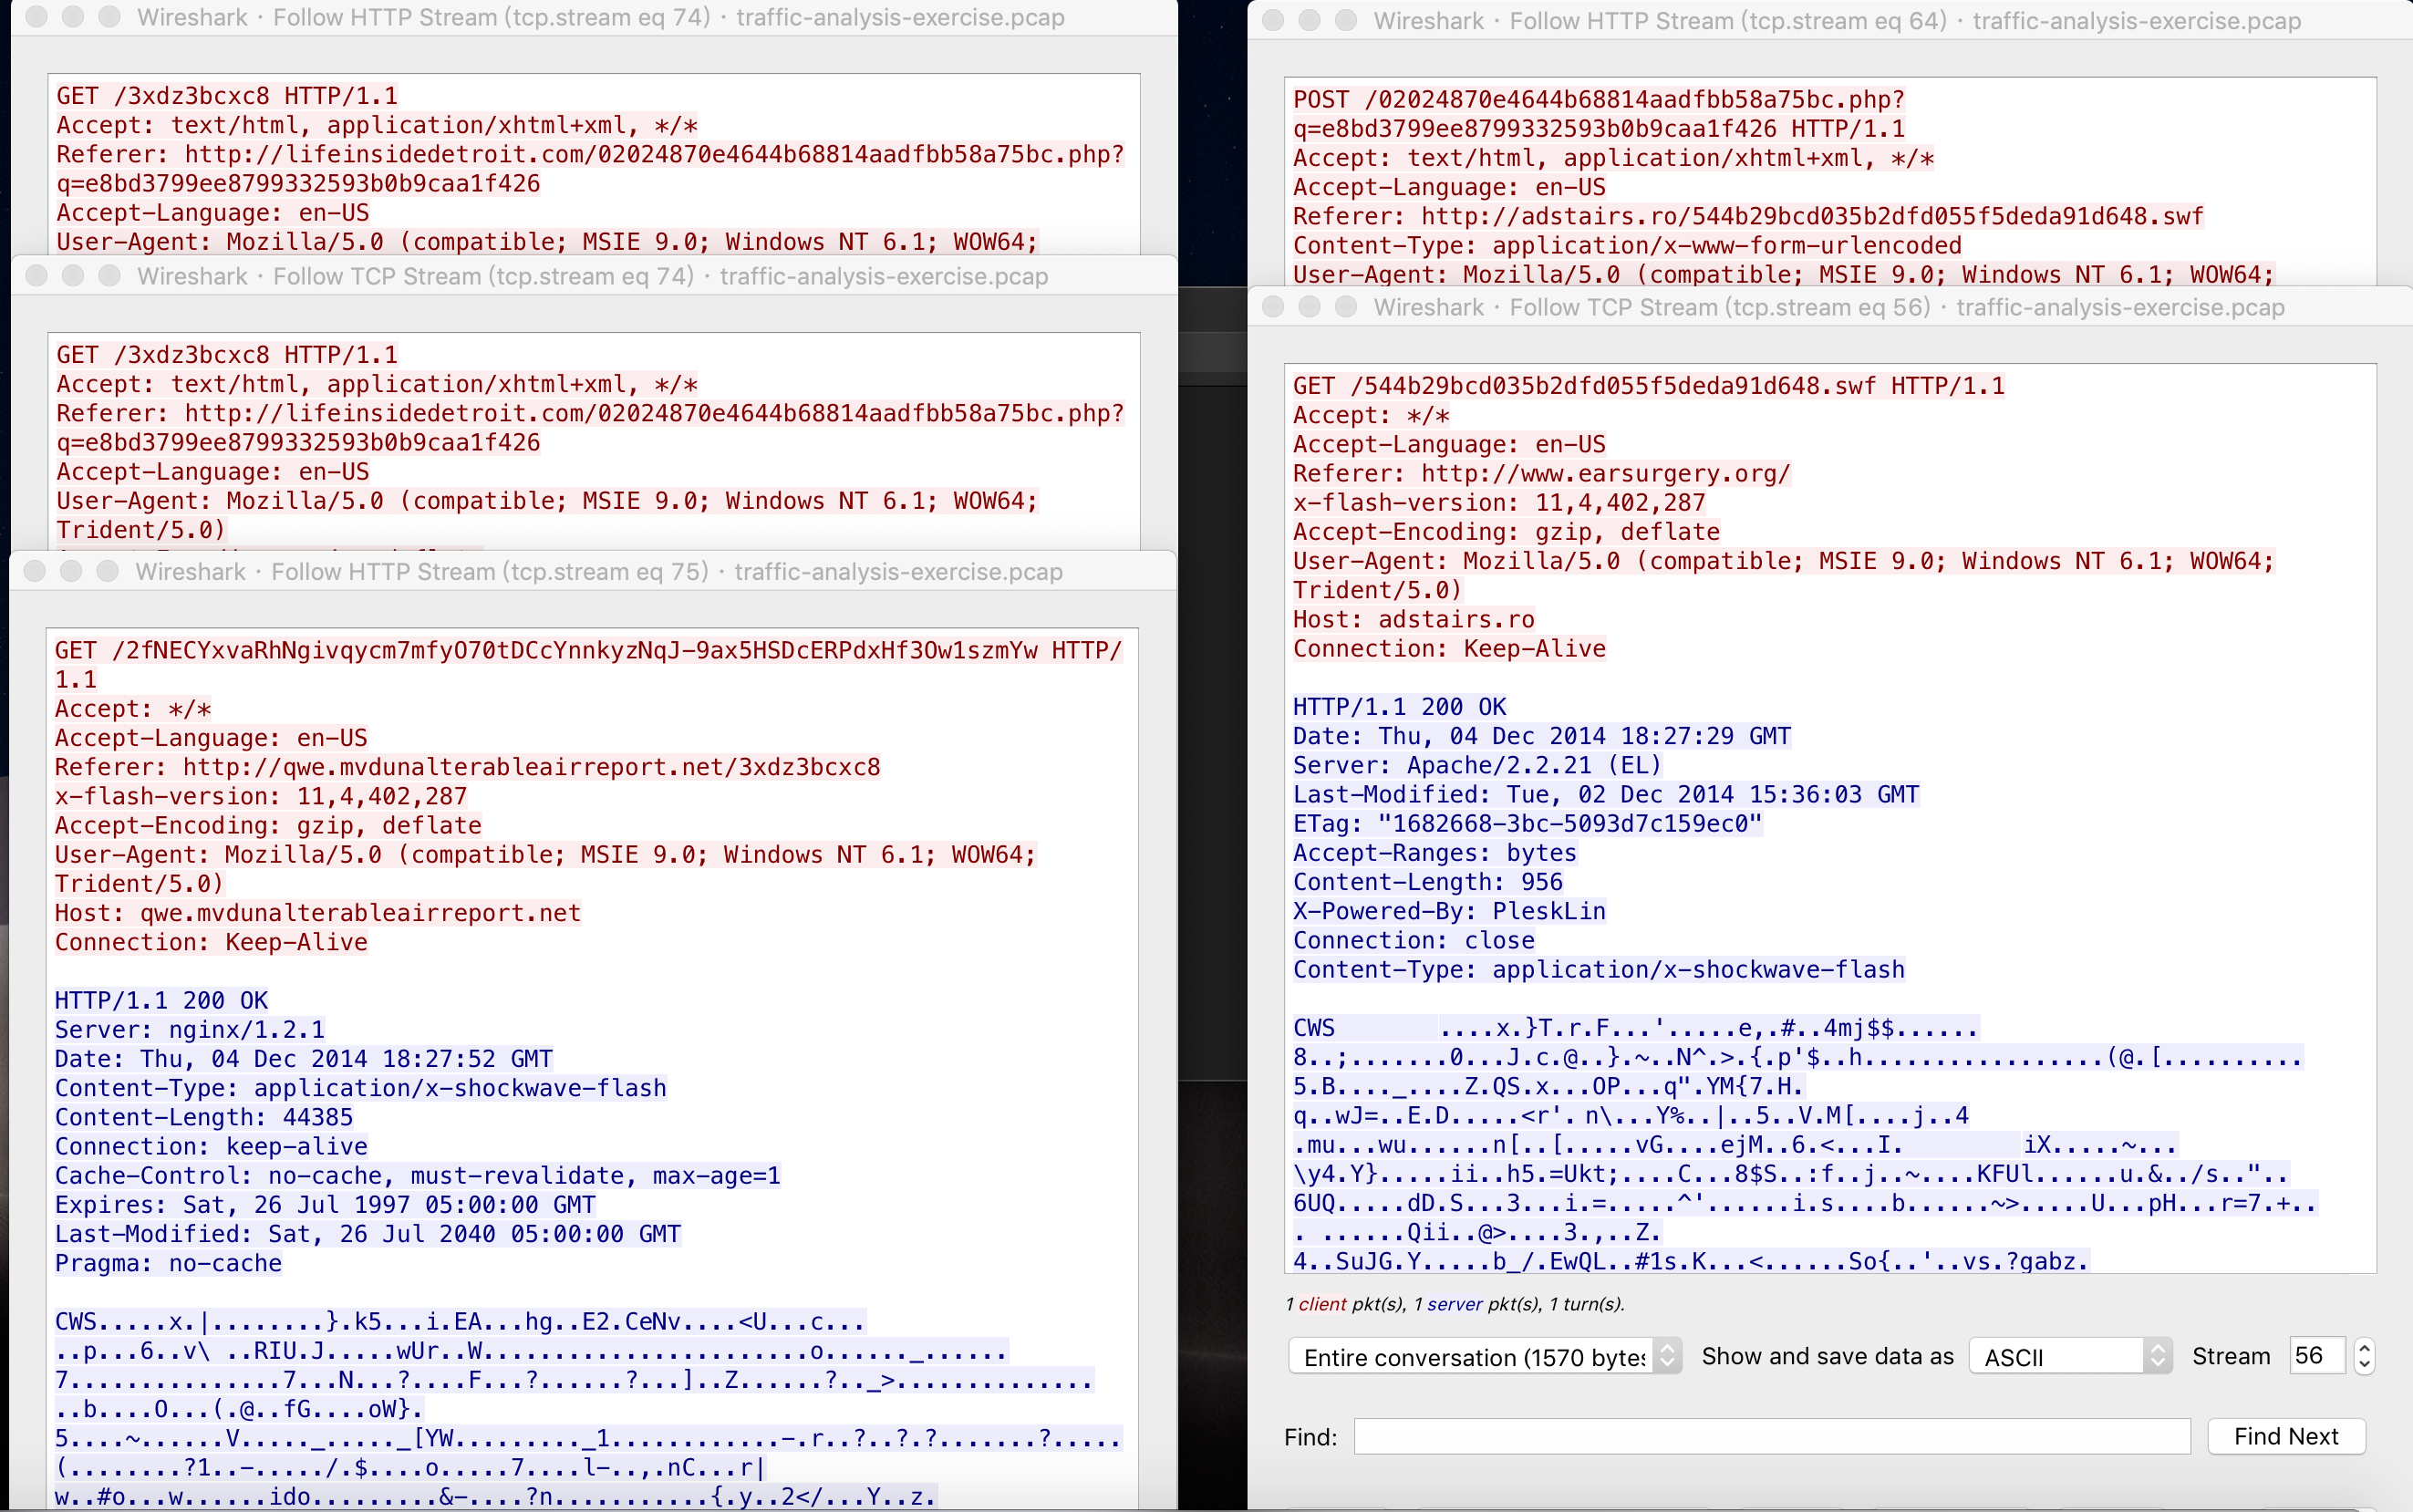 Wireshark · Follow HTTP Stream (tcp.stream eq 74) · traffic-analysis-exercise.pcap
GET /3xdz3bcxc8 HTTP/1.1
Accept: text/html, application/xhtml+xml, */*
Referer: http://lifeinsidedetroit.com/02024870e4644b68814aadfbb58a75bc.php?
q=e8bd3799ee8799332593b0b9caa1f426
Accept-Language: en-US
User-Agent: Mozilla/5.0 (compatible; MSIE 9.0; Windows NT 6.1; WOW64;
Wireshark · Follow TCP Stream (tcp.stream eq 74) · traffic-analysis-exercise.pcap
GET /3xdz3bcxc8 HTTP/1.1
Accept: text/html, application/xhtml+xml, */*
Referer: http://lifeinsidedetroit.com/02024870e4644b68814aadfbb58a75bc.php?
q=e8bd3799ee8799332593b0b9caa1f426
Accept-Language: en-US
User-Agent: Mozilla/5.0 (compatible; MSIE 9.0; Windows NT 6.1; WOW64;
Trident/5.0)
Wireshark · Follow HTTP Stream (tcp.stream eq 75) · traffic-analysis-exercise.pcap
GET /2fNECYxvaRhNgivqycm7mfyO70tDCcYnnkyzNqJ-9ax5HSDcERPdxHf3Ow1szmYw HTTP/
1.1
Accept: */*
Accept-Language: en-US
Referer: http://qwe.mvdunalterableairreport.net/3xdz3bcxc8
x-flash-version: 11,4,402,287
Accept-Encoding: gzip, deflate
User-Agent: Mozilla/5.0 (compatible; MSIE 9.0; Windows NT 6.1; WOW64;
Trident/5.0)
Host: qwe.mvdunalterableairreport.net
Connection: Keep-Alive
HTTP/1.1 200 OK
Server: nginx/1.2.1
Date: Thu, 04 Dec 2014 18:27:52 GMT
Content-Type: application/x-shockwave-flash
Content-Length: 44385
Connection: keep-alive
Cache-Control: no-cache, must-revalidate, max-age=1
Expires: Sat, 26 Jul 1997 05:00:00 GMT
Last-Modified: Sat, 26 Jul 2040 05:00:00 GMT
Pragma: no-cache
CWS.....x.|........}.k5...i.EA...hg..E2.CeNv....<U...c...
..p...6..v\ ..RIU.J.....wUr..W.......................o......_......
7...............7...N...?....F...?......?...]..Z......?.._>..............
..b....O...(.@..fG....oW}.
5....~......V....._....._[YW........._1............-.r..?..?.?.......?.....
(........?1..-...../.$....o.....7....l-..,.nC...r|
w..#o...w......ido.........&-....?n...........{.y..2</...Y..z.
Wireshark · Follow HTTP Stream (tcp.stream eq 64) · traffic-analysis-exercise.pcap
POST /02024870e4644b68814aadfbb58a75bc.php?
q=e8bd3799ee8799332593b0b9caa1f426 HTTP/1.1
Accept: text/html, application/xhtml+xml, */*
Accept-Language: en-US
Referer: http://adstairs.ro/544b29bcd035b2dfd055f5deda91d648.swf
Content-Type: application/x-www-form-urlencoded
User-Agent: Mozilla/5.0 (compatible; MSIE 9.0; Windows NT 6.1; WOW64;
Wireshark · Follow TCP Stream (tcp.stream eq 56) · traffic-analysis-exercise.pcap
GET /544b29bcd035b2dfd055f5deda91d648.swf HTTP/1.1
Accept: */*
Accept-Language: en-US
Referer: http://www.earsurgery.org/
x-flash-version: 11,4,402,287
Accept-Encoding: gzip, deflate
User-Agent: Mozilla/5.0 (compatible; MSIE 9.0; Windows NT 6.1; WOW64;
Trident/5.0)
Host: adstairs.ro
Connection: Keep-Alive
HTTP/1.1 200 OK
Date: Thu, 04 Dec 2014 18:27:29 GMT
Server: Apache/2.2.21 (EL)
Last-Modified: Tue, 02 Dec 2014 15:36:03 GMT
ETag: "1682668-3bc-5093d7c159ec0"
Accept-Ranges: bytes
Content-Length: 956
X-Powered-By: PleskLin
Connection: close
Content-Type: application/x-shockwave-flash
CWS ....x.}T.r.F...'.....e,.#..4mj$$......
8..;.......0...J.c.@..}.~..N^.>.{.p'$..h.................(@.[..........
5.B...._....Z.QS.x...OP...q".YM{7.H.
q..wJ=..E.D.....<r'. n\...Y%..|..5..V.M[....j..4
.mu...wu......n[..[.....vG....ejM..6.<...I. iX.....~...
\y4.Y}.....ii..h5.=Ukt;....C...8$S..:f..j..~....KFUl......u.&../s..."..
6UQ.....dD.S...3...i.=.....^'......i.s....b......~>.....U...pH...r=7.+..
. ......Qii..@>....3.,..Z.
4..SuJG.Y.....b_/.EwQL..#1s.K...<......So{..'..vs.?gabz.
1 client pkt(s), 1 server pkt(s), 1 turn(s).
Entire conversation (1570 bytes Show and save data as ASCII Stream 56
Find: Find Next